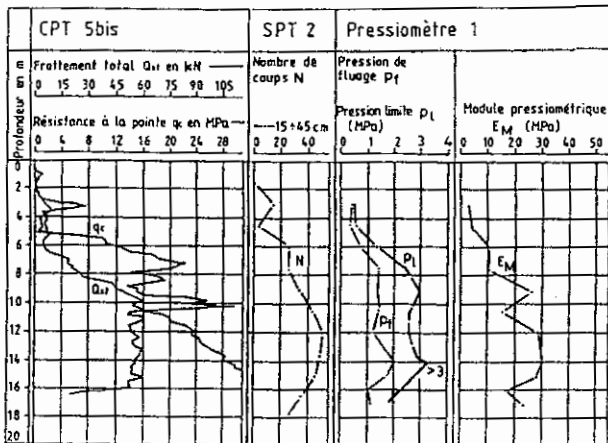 CPT 5bis
SPT 2
Pressiomètre 1
Profondeur en m
Frottement total Qst en kN
15 45 75 105
0 30 60 90
Résistance à la pointe qc en MPa
4 12 20 28
0 8 16 24
Nombre de
coups N
15÷45cm
0 20 40
Pression de
fluage Pf
Pression limite Pl
(MPa)
0 1 2 3 4
Module pressiométrique
EM (MPa)
0 10 20 30 40 50
0
2
4
6
8
10
12
14
16
18
20
qc
Qst
N
Pl
Pf
>3
EM